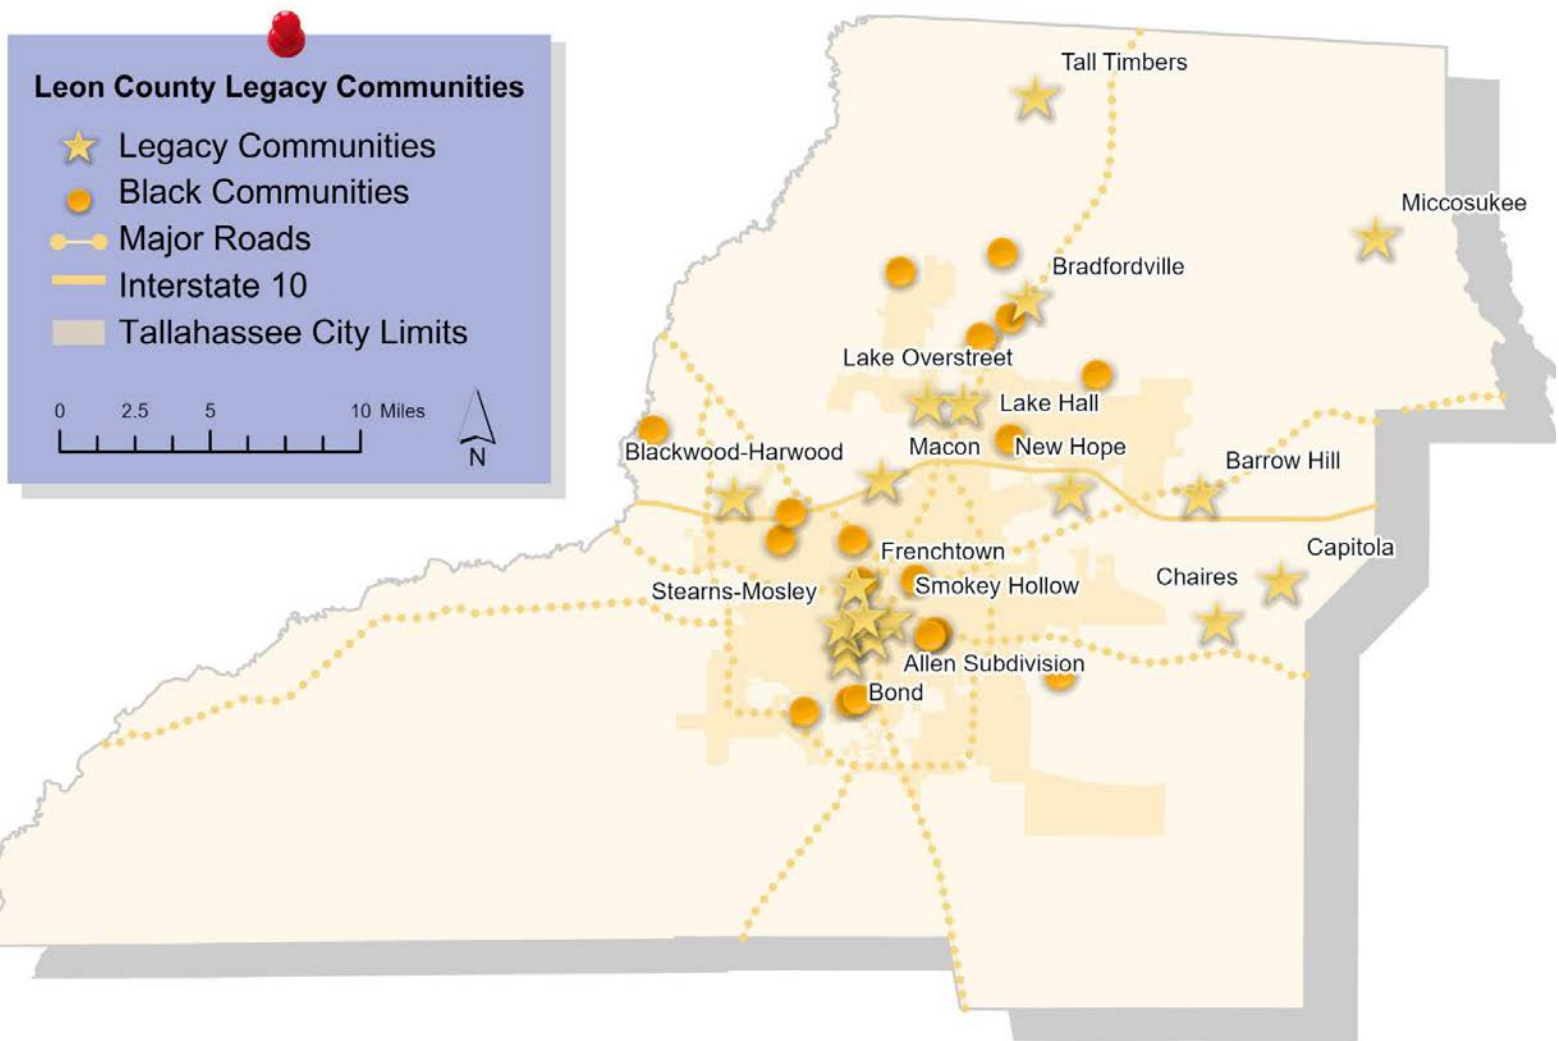 Leon County Legacy Communities
Legacy Communities
Black Communities
Major Roads
Interstate 10
Tallahassee City Limits
0 2.5 5 10 Miles
N
Tall Timbers
Miccosukee
Bradfordville
Lake Overstreet
Lake Hall
Blackwood-Harwood
Macon
New Hope
Barrow Hill
Frenchtown
Capitola
Stearns-Mosley
Smokey Hollow
Chaires
Allen Subdivision
Bond